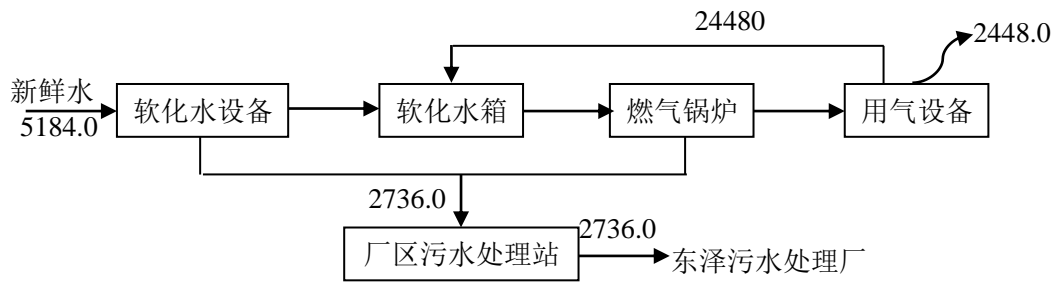 24480
2448.0
新鲜水
5184.0
软化水设备
软化水箱
燃气锅炉
用气设备
2736.0
2736.0
厂区污水处理站
东泽污水处理厂